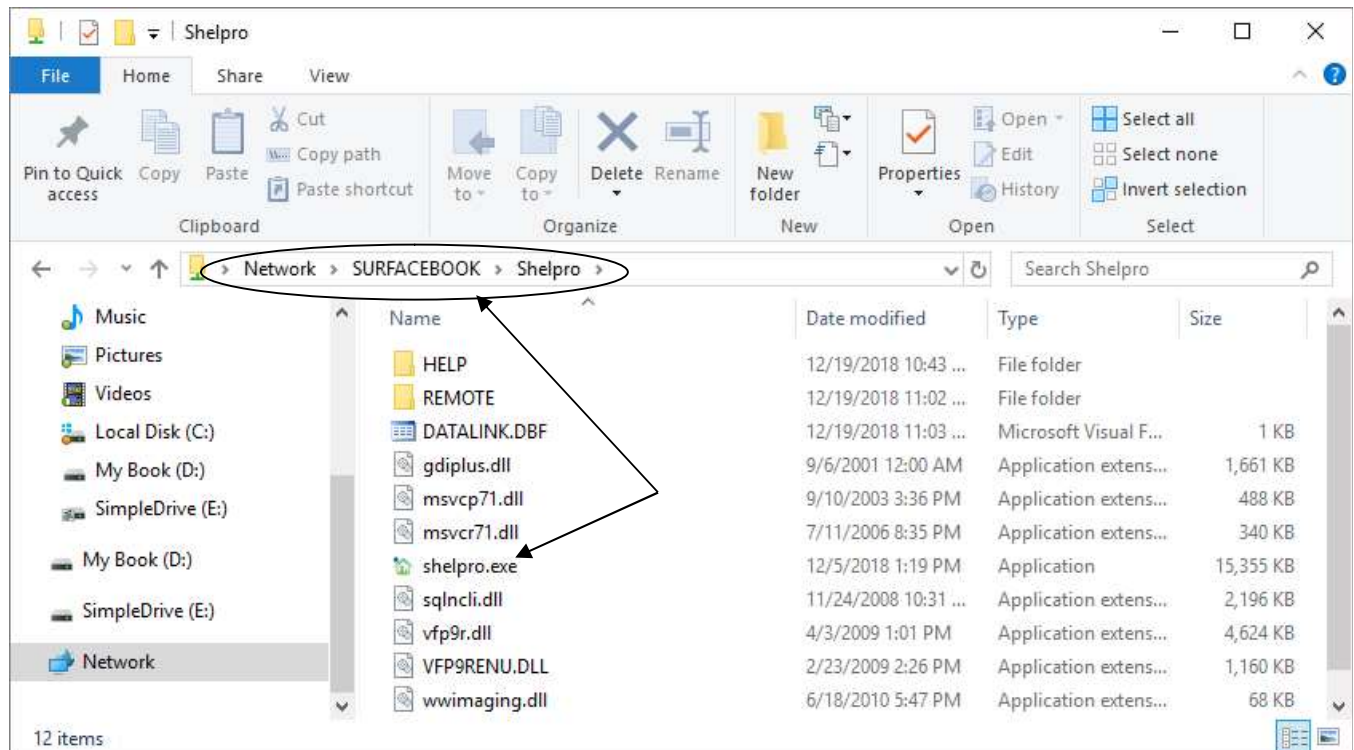 Shelpro
File Home Share View
Pin to Quick access
Copy
Paste
Cut
Copy path
Paste shortcut
Clipboard
Move to
Copy to
Delete
Rename
Organize
New folder
New
Properties
Open
Edit
History
Open
Select all
Select none
Invert selection
Select
Network > SURFACEBOOK > Shelpro >
Search Shelpro
Music
Pictures
Videos
Local Disk (C:)
My Book (D:)
SimpleDrive (E:)
My Book (D:)
SimpleDrive (E:)
Network
Name Date modified Type Size
HELP 12/19/2018 10:43 ... File folder
REMOTE 12/19/2018 11:02 ... File folder
DATALINK.DBF 12/19/2018 11:03 ... Microsoft Visual F... 1 KB
gdiplus.dll 9/6/2001 12:00 AM Application extens... 1,661 KB
msvcp71.dll 9/10/2003 3:36 PM Application extens... 488 KB
msvcr71.dll 7/11/2006 8:35 PM Application extens... 340 KB
shelpro.exe 12/5/2018 1:19 PM Application 15,355 KB
sqlncli.dll 11/24/2008 10:31 ... Application extens... 2,196 KB
vfp9r.dll 4/3/2009 1:01 PM Application extens... 4,624 KB
VFP9RENU.DLL 2/23/2009 2:26 PM Application extens... 1,160 KB
wwimaging.dll 6/18/2010 5:47 PM Application extens... 68 KB
12 items